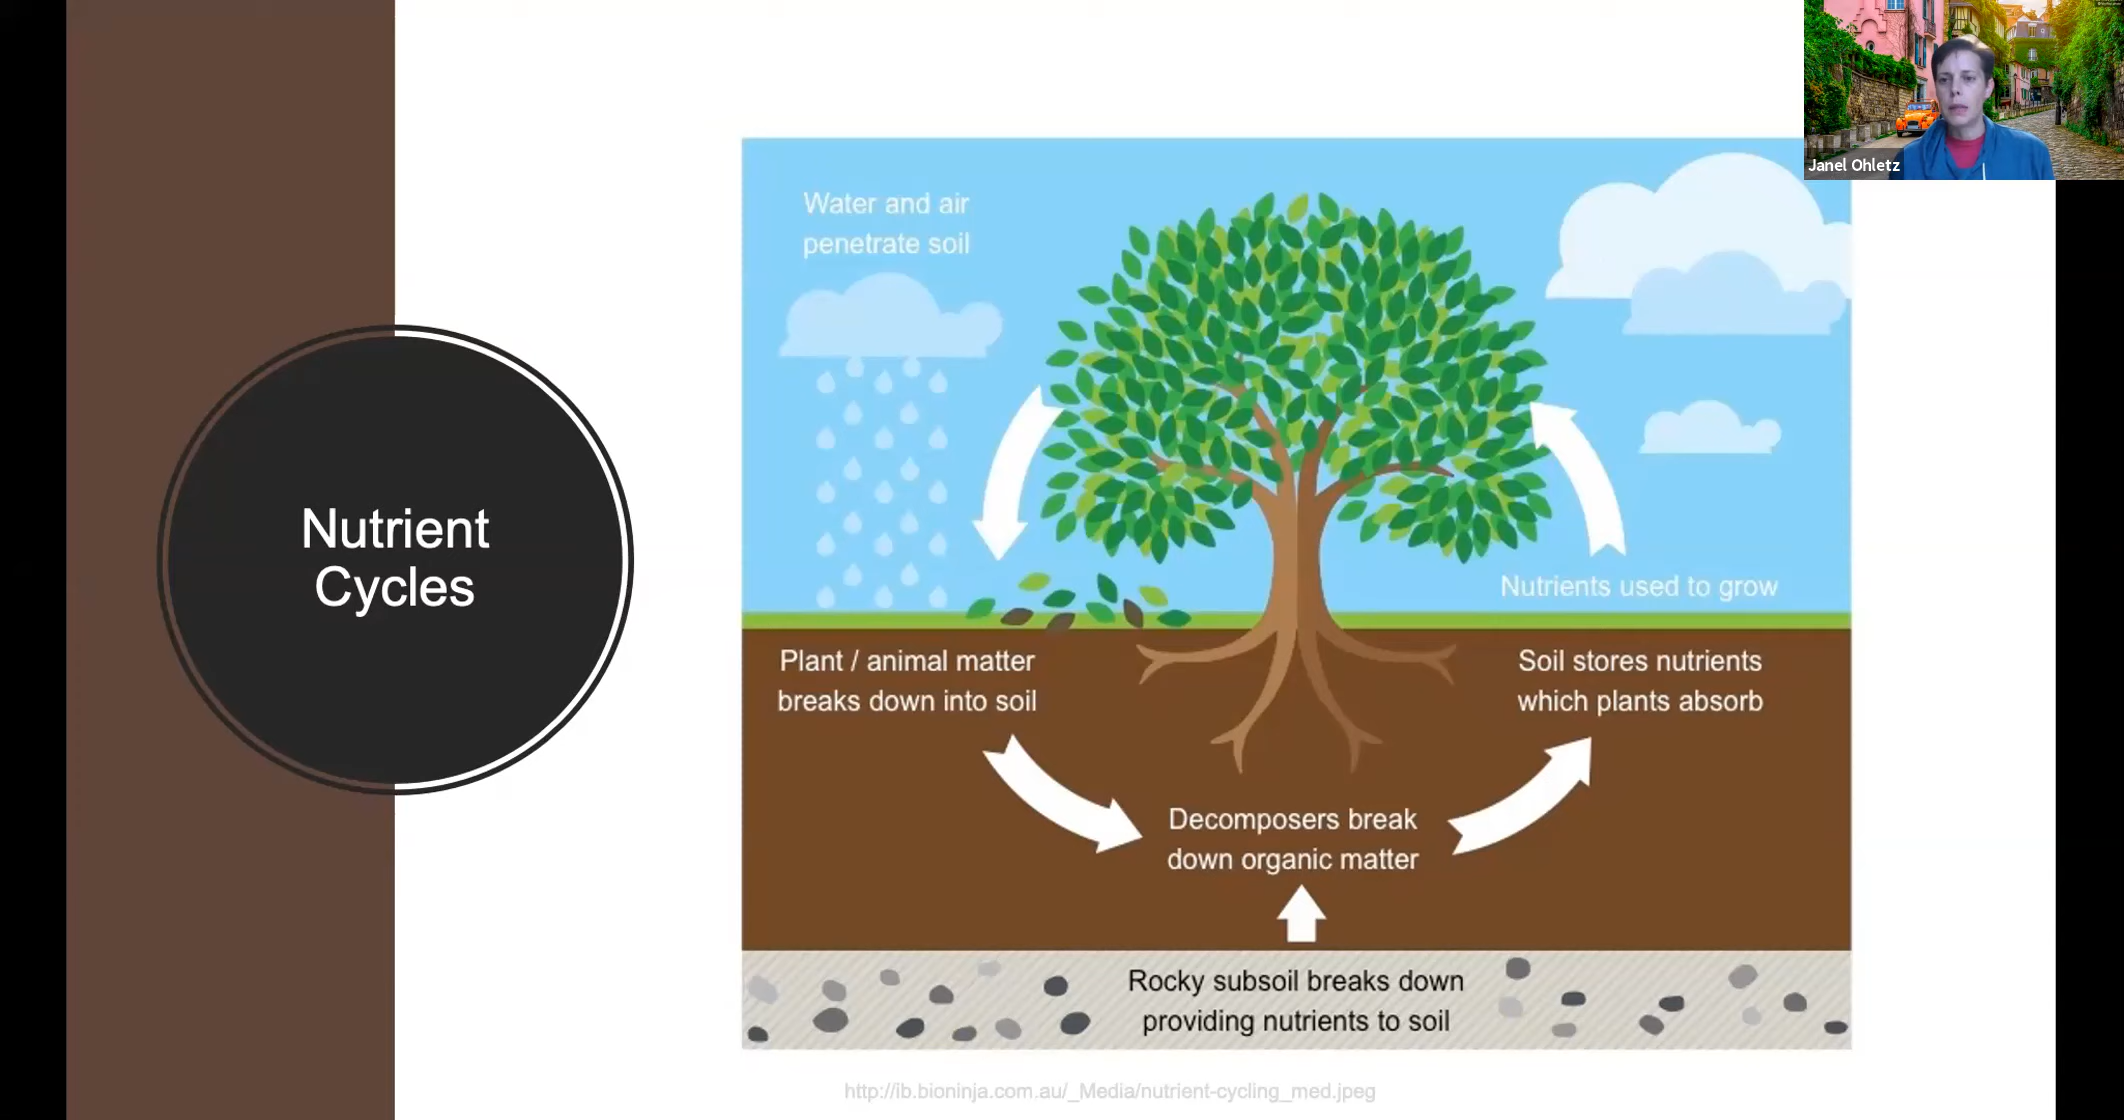 Nutrient
Cycles
Water and air
penetrate soil
Nutrients used to grow
Plant / animal matter
breaks down into soil
Soil stores nutrients
which plants absorb
Decomposers break
down organic matter
Rocky subsoil breaks down
providing nutrients to soil
http://ib.bioninja.com.au/_Media/nutrient-cycling_med.jpeg
Janel Ohletz